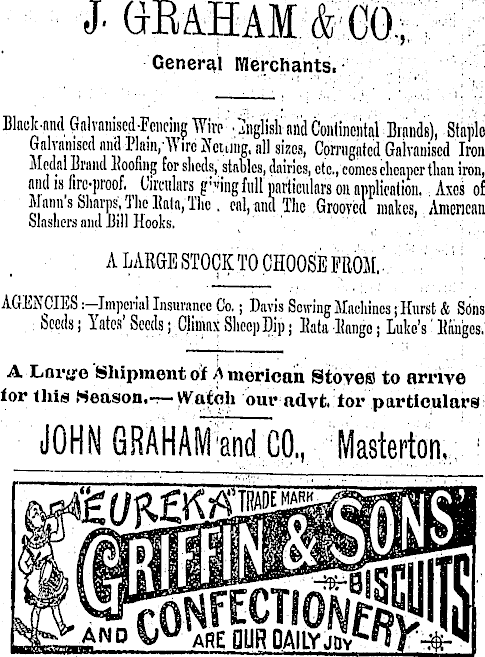 J. GRAHAM & CO.,
General Merchants.
Black and Galvanised Fencing Wire English and Continental Brands), Staple
Galvanised and Plain, Wire Netting, all sizes, Corrugated Galvanised Iron
Medal Brand Roofing for sheds, stables, dairies, etc., comes cheaper than iron,
and is fire-proof. Circulars giving full particulars on application. Axes of
Mann's Sharps, The Rata, The and The Grooved makes, American
Slashers and Bill Hooks.
A LARGE STOCK TO CHOOSE FROM.
AGENCIES :—Imperial Insurance Co. ; Davis Sewing Machines ; Hurst & Sons
Seeds ; Yates' Seeds ; Climax Sheep Dip ; Rata Range ; Luke's Ranges.
A Large Shipment of American Stoves to arrive
for this Season.— Watch our advt. for particulars
JOHN GRAHAM and CO., Masterton.
"EUREKA" TRADE MARK
GRIFFIN & SONS'
BISCUITS
AND CONFECTIONERY
ARE OUR DAILY JOY